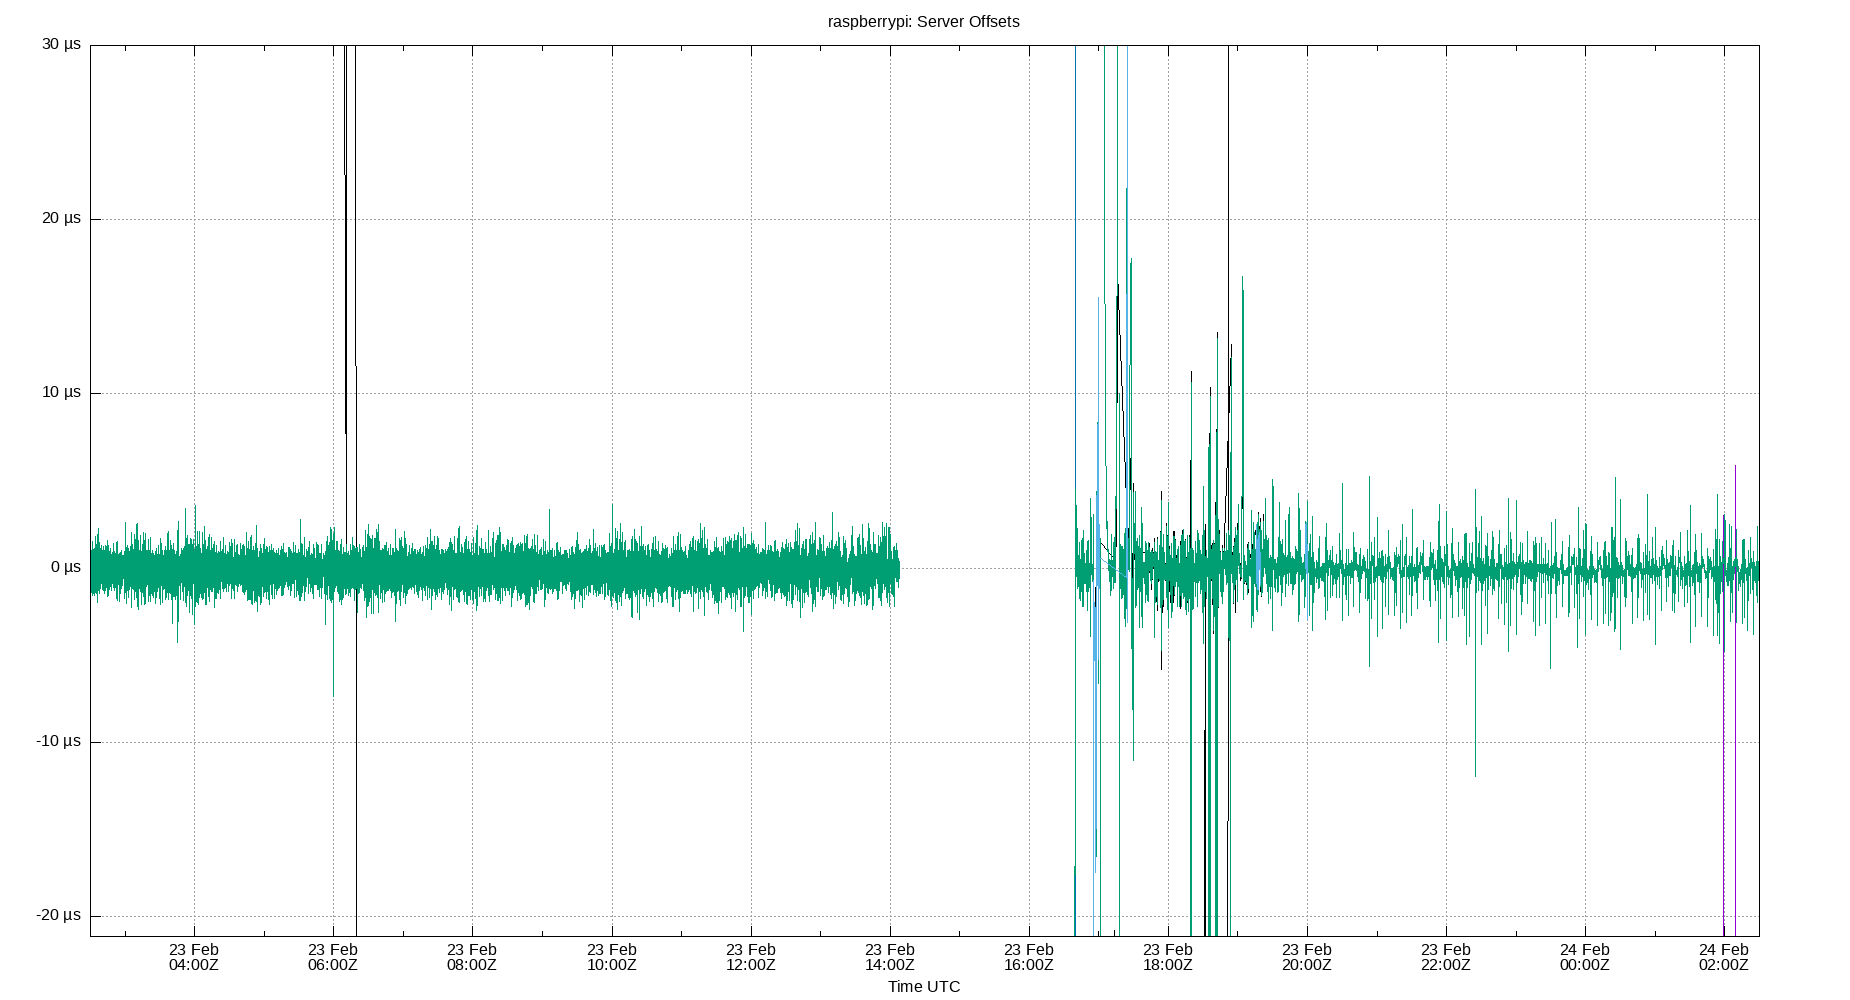 raspberrypi: Server Offsets
30 µs
20 µs
10 µs
0 µs
-10 µs
-20 µs
23 Feb 23 Feb 23 Feb 23 Feb 23 Feb 23 Feb 23 Feb 23 Feb 23 Feb 23 Feb 24 Feb 24 Feb
04:00Z 06:00Z 08:00Z 10:00Z 12:00Z 14:00Z 16:00Z 18:00Z 20:00Z 22:00Z 00:00Z 02:00Z
Time UTC